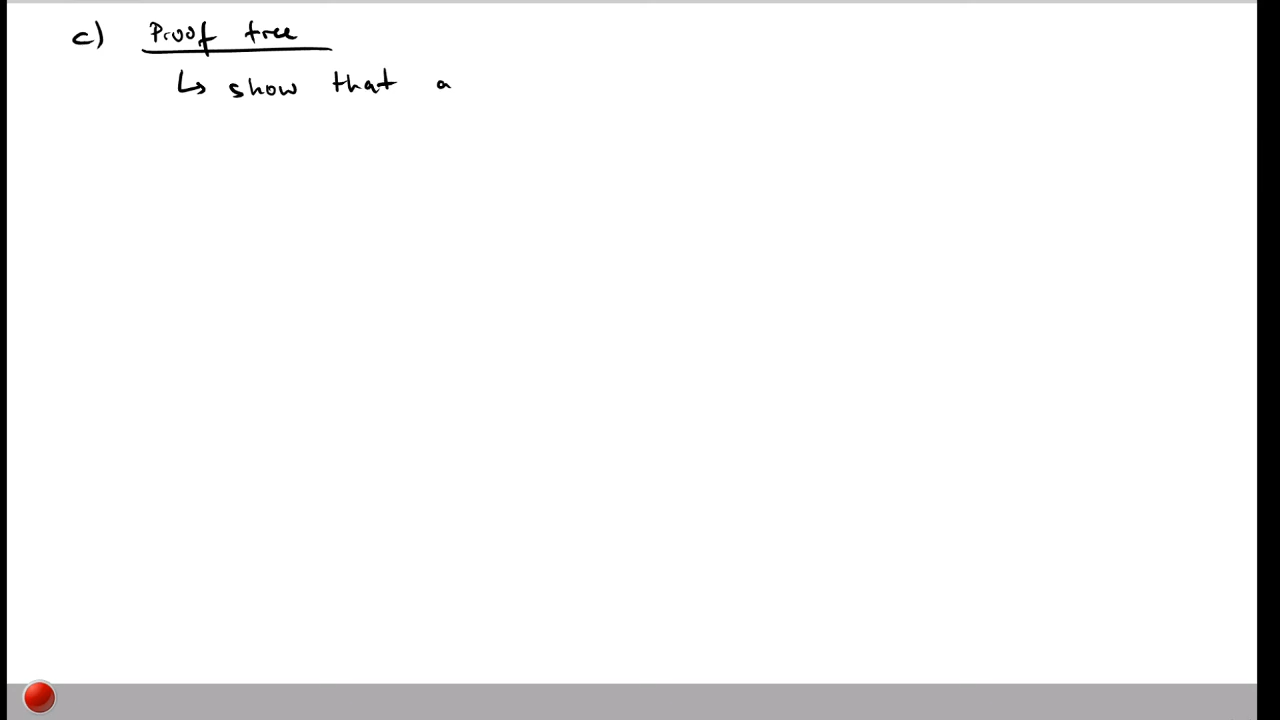 c) Proof tree
↳ show that a